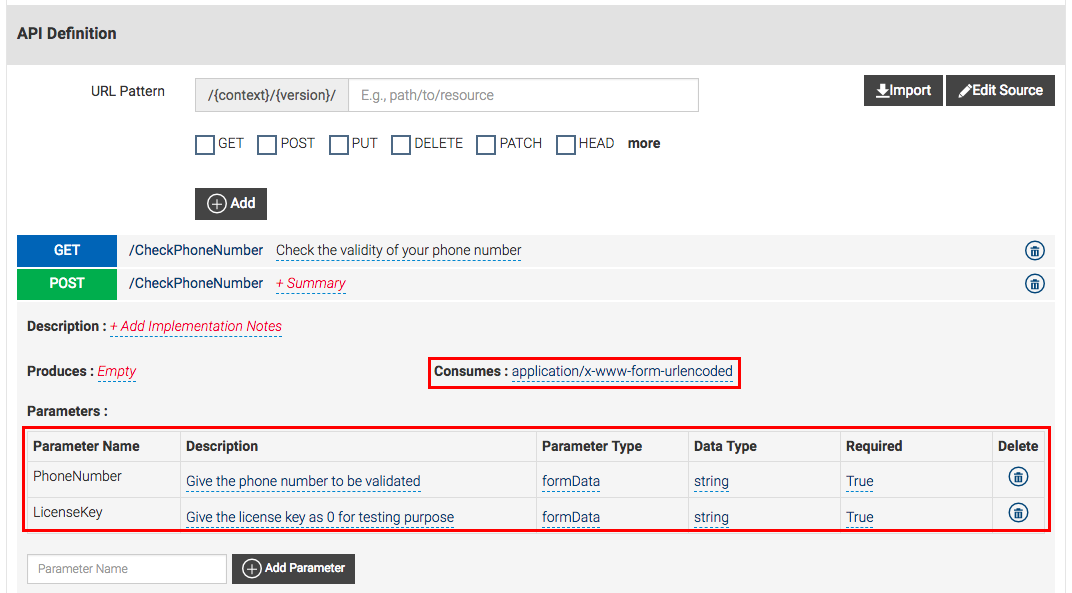 API Definition
URL Pattern /{context}/{version}/ E.g., path/to/resource Import Edit Source
GET POST PUT DELETE PATCH HEAD more
Add
GET /CheckPhoneNumber Check the validity of your phone number
POST /CheckPhoneNumber + Summary
Description : + Add Implementation Notes
Produces : Empty Consumes : application/x-www-form-urlencoded
Parameters :
Parameter Name Description Parameter Type Data Type Required Delete
PhoneNumber Give the phone number to be validated formData string True
LicenseKey Give the license key as 0 for testing purpose formData string True
Parameter Name Add Parameter